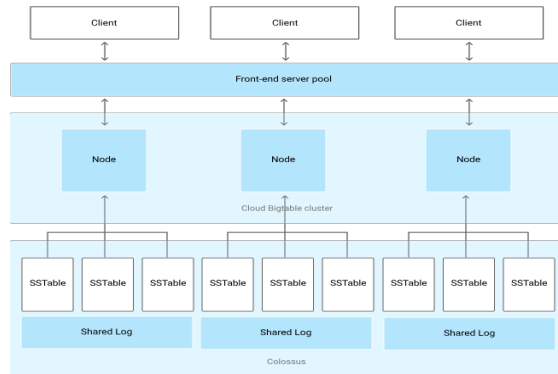 Client Client Client
Front-end server pool
Node Node Node
Cloud Bigtable cluster
SSTable SSTable SSTable SSTable SSTable SSTable SSTable SSTable SSTable
Shared Log Shared Log Shared Log
Colossus